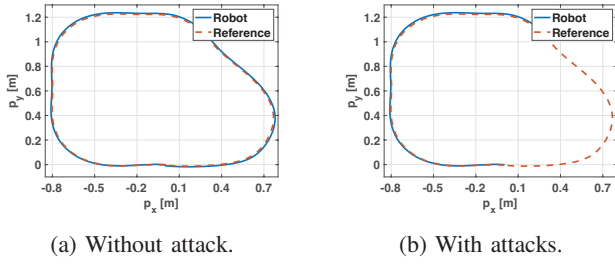 Robot
Reference
1.2
1
0.8
0.6
0.4
0.2
0
p_y [m]
-0.8 -0.5 -0.2 0.1 0.4 0.7
p_x [m]
(a) Without attack.
Robot
Reference
1.2
1
0.8
0.6
0.4
0.2
0
p_y [m]
-0.8 -0.5 -0.2 0.1 0.4 0.7
p_x [m]
(b) With attacks.